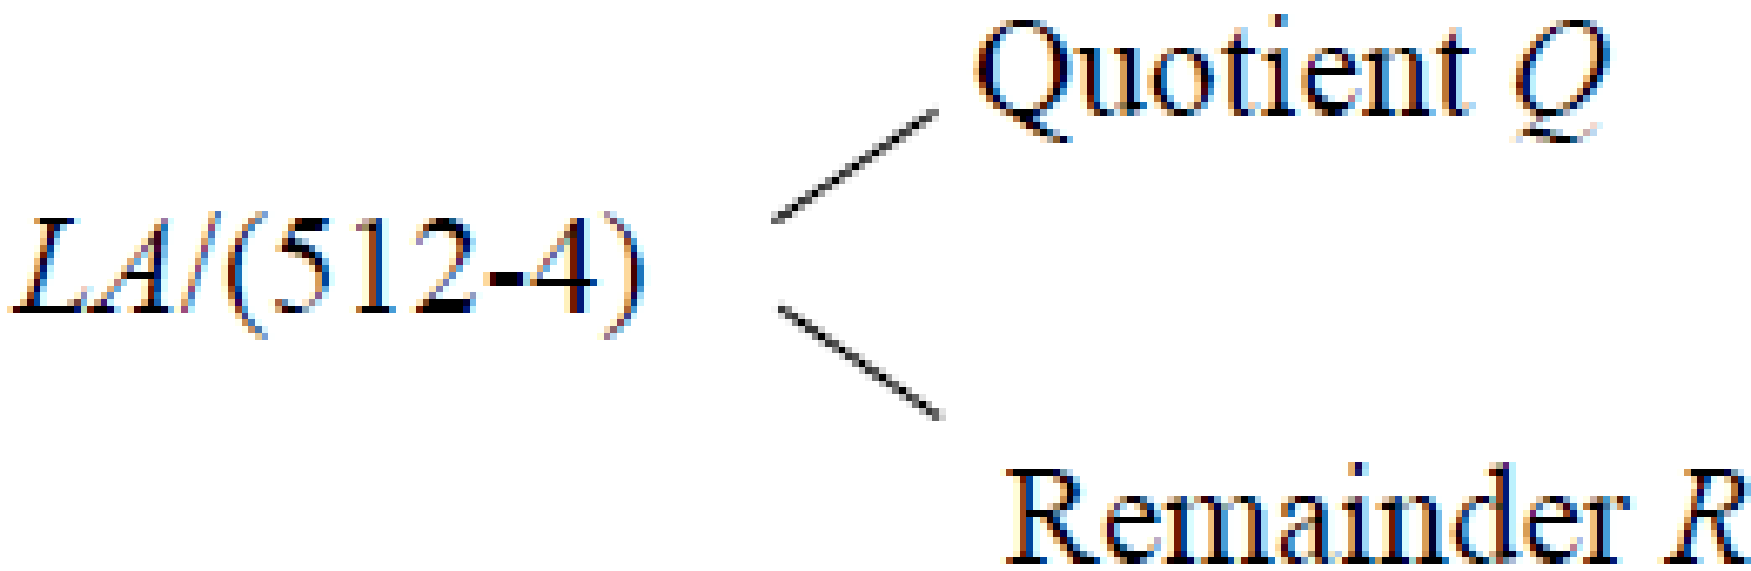 Quotient Q
LA/(512-4)
Remainder R